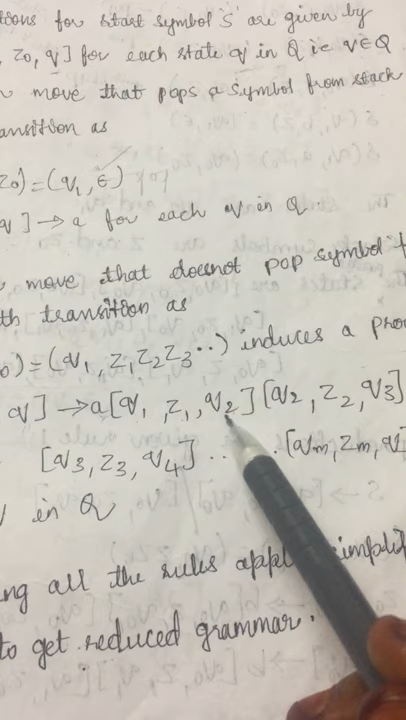 tions for start symbol 'S' are given by
, Z0, q] for each state q in Q i.e q∈Q
move that pops a symbol from stack
ansition as
Z0) = (q1, ∈)
q] → a for each q in Q.
move that doesnot pop symbol f
th transition as
0) = (q1, Z1Z2Z3..) induces a pro
q] → a[q1, Z1, q2] [q2, Z2, q3]
[q3, Z3, q4] .. . [qm, Zm, q
in Q
ng all the rules appl simplif
to get reduced grammar.